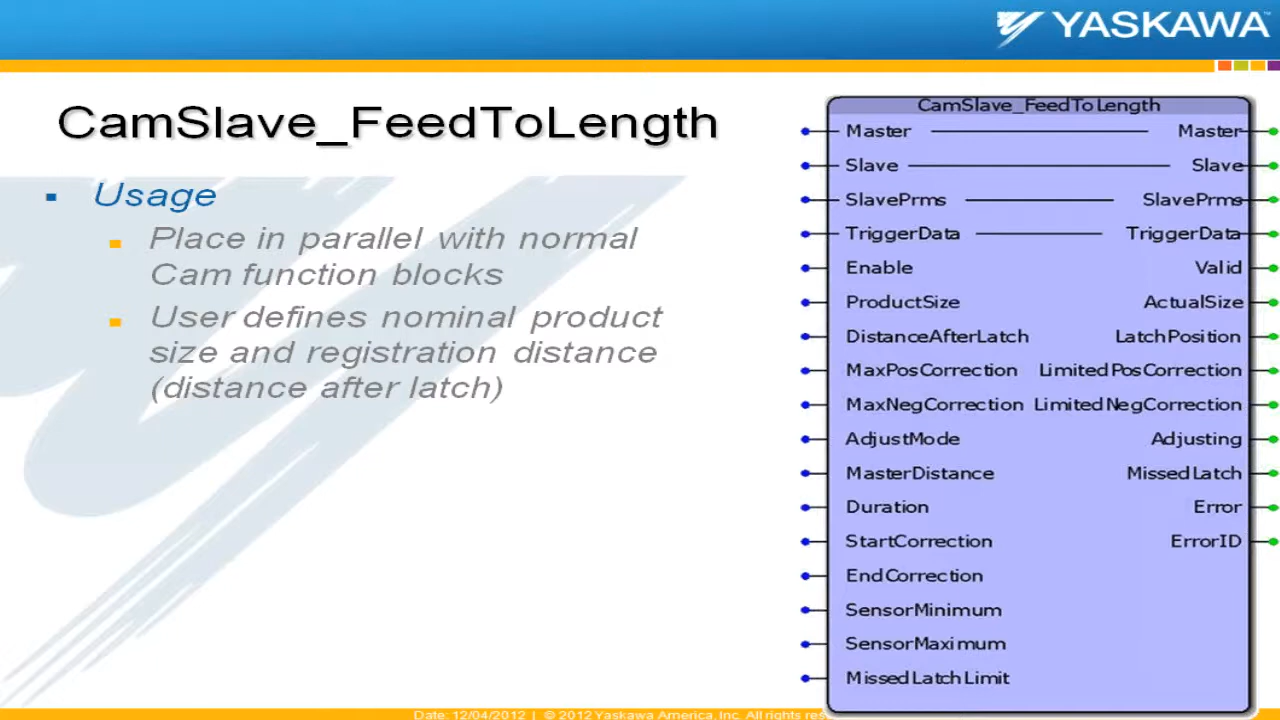 YASKAWA
CamSlave_FeedToLength
Usage
Place in parallel with normal
Cam function blocks
User defines nominal product
size and registration distance
(distance after latch)
CamSlave_FeedToLength
Master Master
Slave Slave
SlavePrms SlavePrms
TriggerData TriggerData
Enable Valid
ProductSize ActualSize
DistanceAfterLatch LatchPosition
MaxPosCorrection LimitedPosCorrection
MaxNegCorrection LimitedNegCorrection
AdjustMode Adjusting
MasterDistance MissedLatch
Duration Error
StartCorrection ErrorID
EndCorrection
SensorMinimum
SensorMaximum
MissedLatchLimit
Date: 12/04/2012 | © 2012 Yaskawa America, Inc. All rights